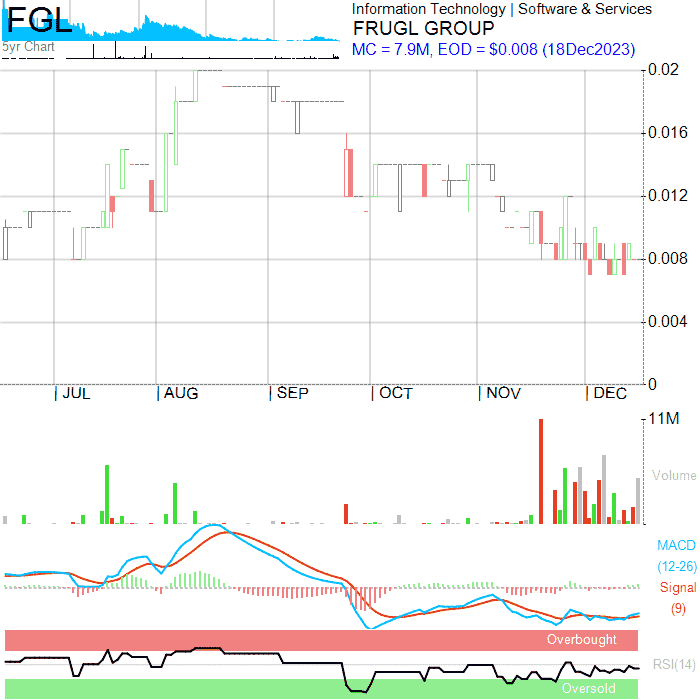 FGL
Information Technology | Software & Services
FRUGL GROUP
5yr Chart
MC = 7.9M, EOD = $0.008 (18Dec2023)
0.02
0.016
0.012
0.008
0.004
0
| JUL | AUG | SEP | OCT | NOV | DEC
11M
Volume
MACD
(12-26)
Signal
(9)
Overbought
RSI(14)
Oversold